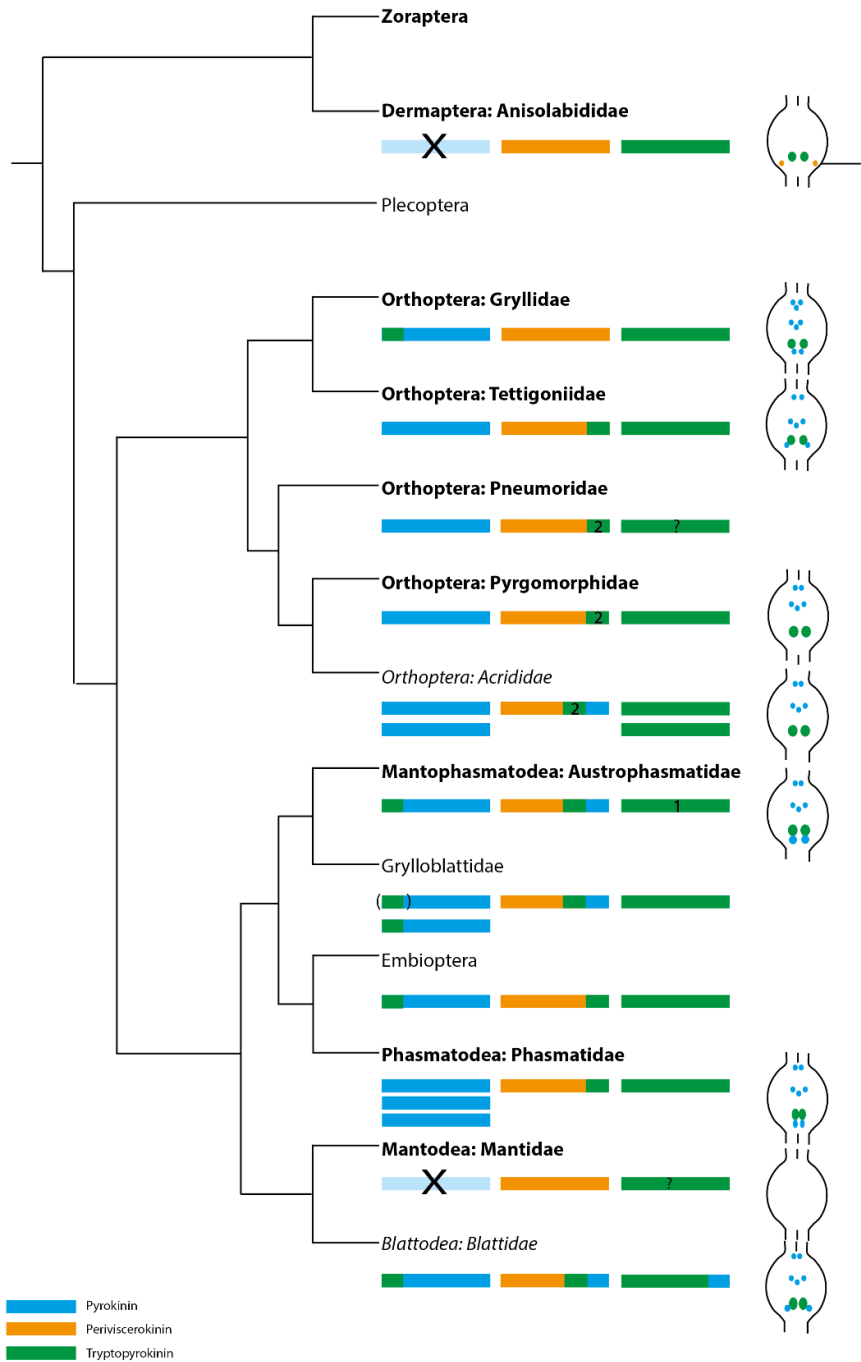 Zoraptera
Dermaptera: Anisolabididae
X
Plecoptera
Orthoptera: Gryllidae
Orthoptera: Tettigoniidae
Orthoptera: Pneumoridae
2 ?
Orthoptera: Pyrgomorphidae
2
Orthoptera: Acrididae
2
Mantophasmatodea: Austrophasmatidae
1
Grylloblattidae
( )
Embioptera
Phasmatodea: Phasmatidae
Mantodea: Mantidae
X ?
Blattodea: Blattidae
Pyrokinin
Periviscerokinin
Tryptopyrokinin